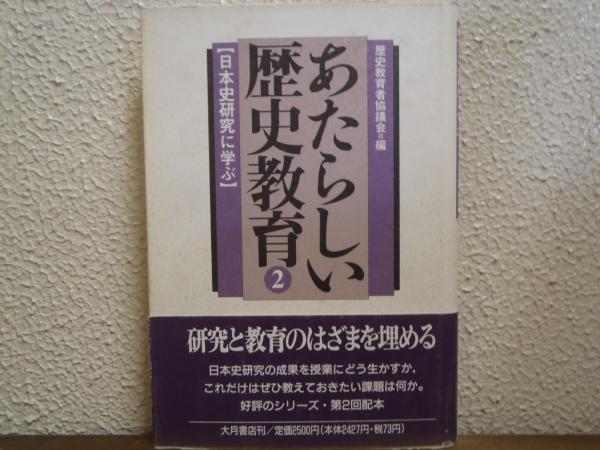 歴史教育者協議会=編
あたらしい
歴史教育2
【日本史研究に学ぶ】
研究と教育のはざまを埋める
日本史研究の成果を授業にどう生かすか,
これだけはぜひ教えておきたい課題は何か。
好評のシリーズ・第2回配本
大月書店刊/定価2500円(本体2427円・税73円)